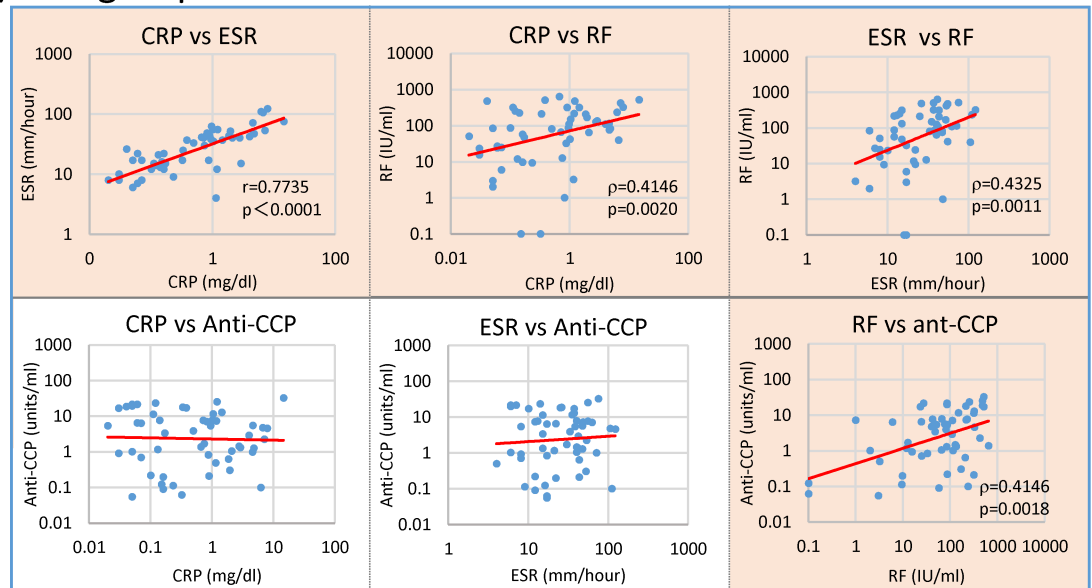 CRP vs ESR
1000
100
10
1
0
1
100
ESR (mm/hour)
CRP (mg/dl)
r=0.7735
p＜0.0001
CRP vs RF
10000
1000
100
10
1
0.1
0.01
1
100
RF (IU/ml)
CRP (mg/dl)
ρ=0.4146
p=0.0020
ESR vs RF
10000
1000
100
10
1
0.1
1
10
100
1000
RF (IU/ml)
ESR (mm/hour)
ρ=0.4325
p=0.0011
CRP vs Anti-CCP
1000
100
10
1
0.1
0.01
0.01
0.1
1
10
100
Anti-CCP (units/ml)
CRP (mg/dl)
ESR vs Anti-CCP
1000
100
10
1
0.1
0.01
1
10
100
1000
Anti-CCP (units/ml)
ESR (mm/hour)
RF vs ant-CCP
1000
100
10
1
0.1
0.01
0.1
1
10
100
1000
10000
Anti-CCP (units/ml)
RF (IU/ml)
ρ=0.4146
p=0.0018